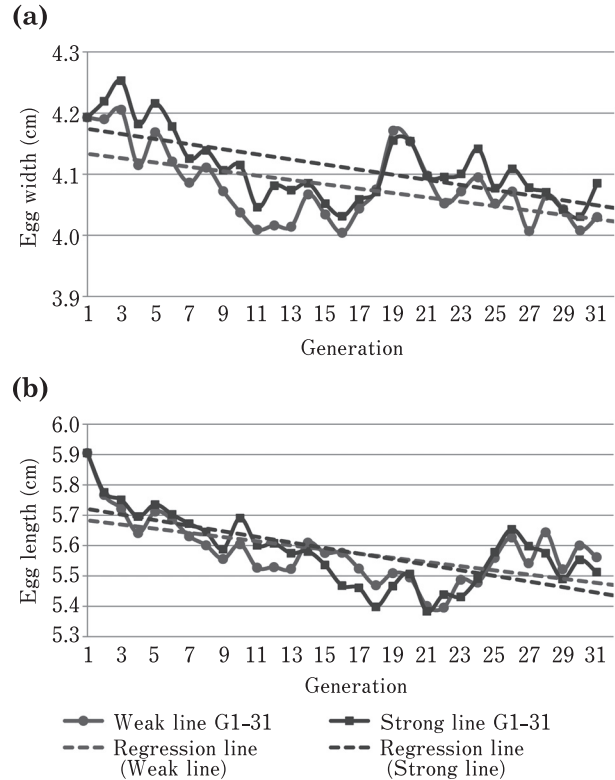 (a)
Egg width (cm)
4.3
4.2
4.1
4.0
3.9
1 3 5 7 9 11 13 15 17 19 21 23 25 27 29 31
Generation
(b)
Egg length (cm)
6.0
5.9
5.8
5.7
5.6
5.5
5.4
5.3
1 3 5 7 9 11 13 15 17 19 21 23 25 27 29 31
Generation
Weak line G1–31
Strong line G1–31
Regression line
(Weak line)
Regression line
(Strong line)